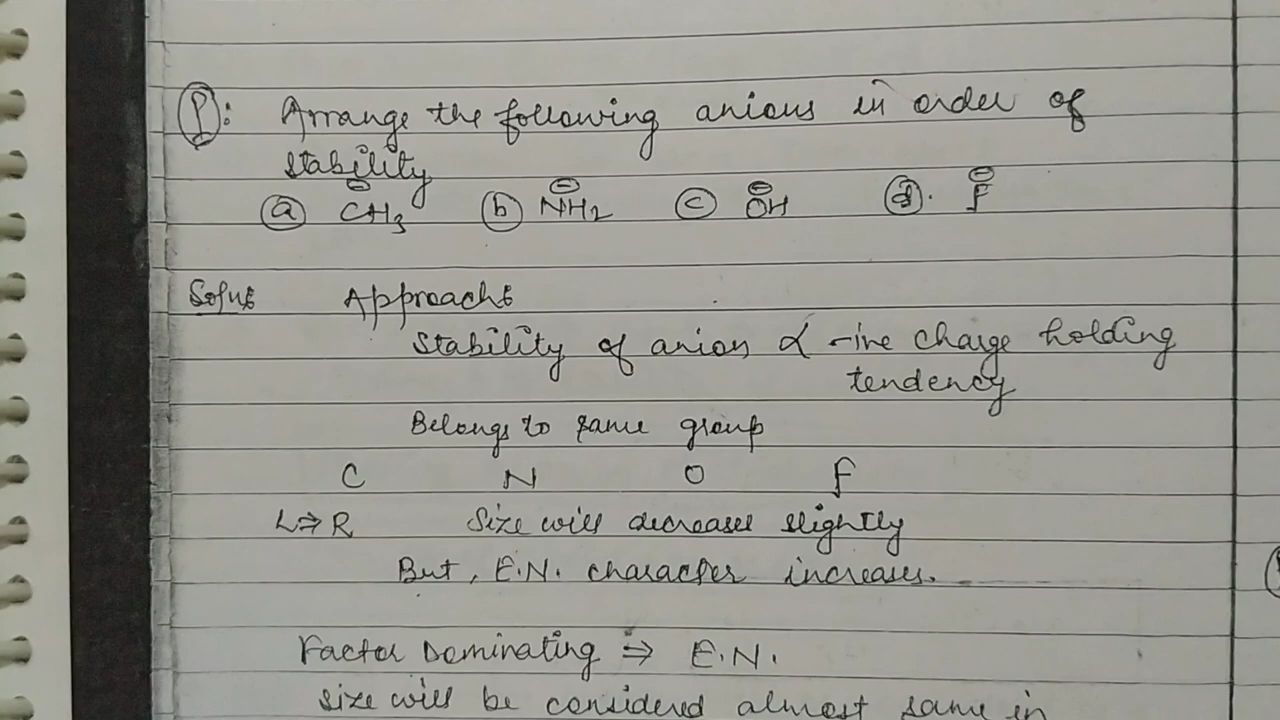 P: Arrange the following anions in order of
stability
(a) CH3⊖ (b) NH2⊖ (c) OH⊖ (d). F⊖
Soln: Approach:
Stability of anion ∝ -ive charge holding
tendency
Belongs to same group
C N O F
L⇒R Size will decreases slightly
But, E.N. character increases.
Factor Dominating ⇒ E.N.
size will be considered almost same in